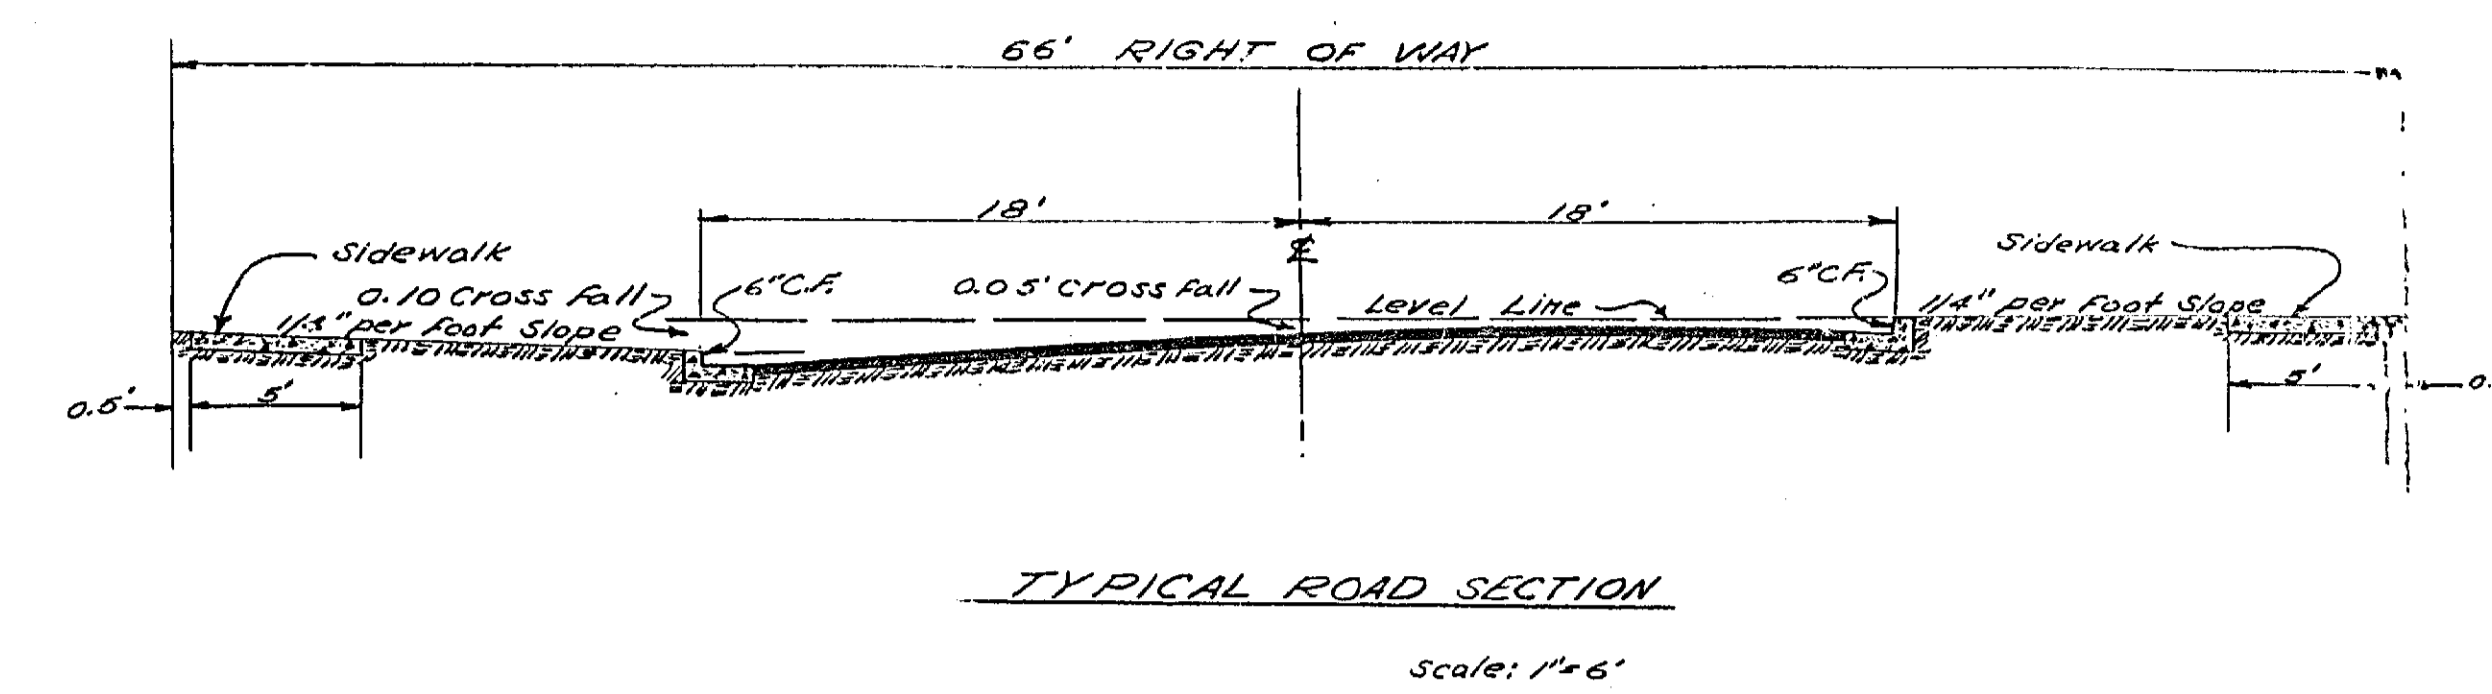 66' RIGHT OF WAY
18' 18'
℄
Sidewalk Sidewalk
6"C.F. 0.05' Cross Fall 6"C.F.
0.10 Cross Fall Level Line 1/4" per Foot Slope
per Foot Slope
0.5' 5' 5'
TYPICAL ROAD SECTION
Scale: 1"=6'